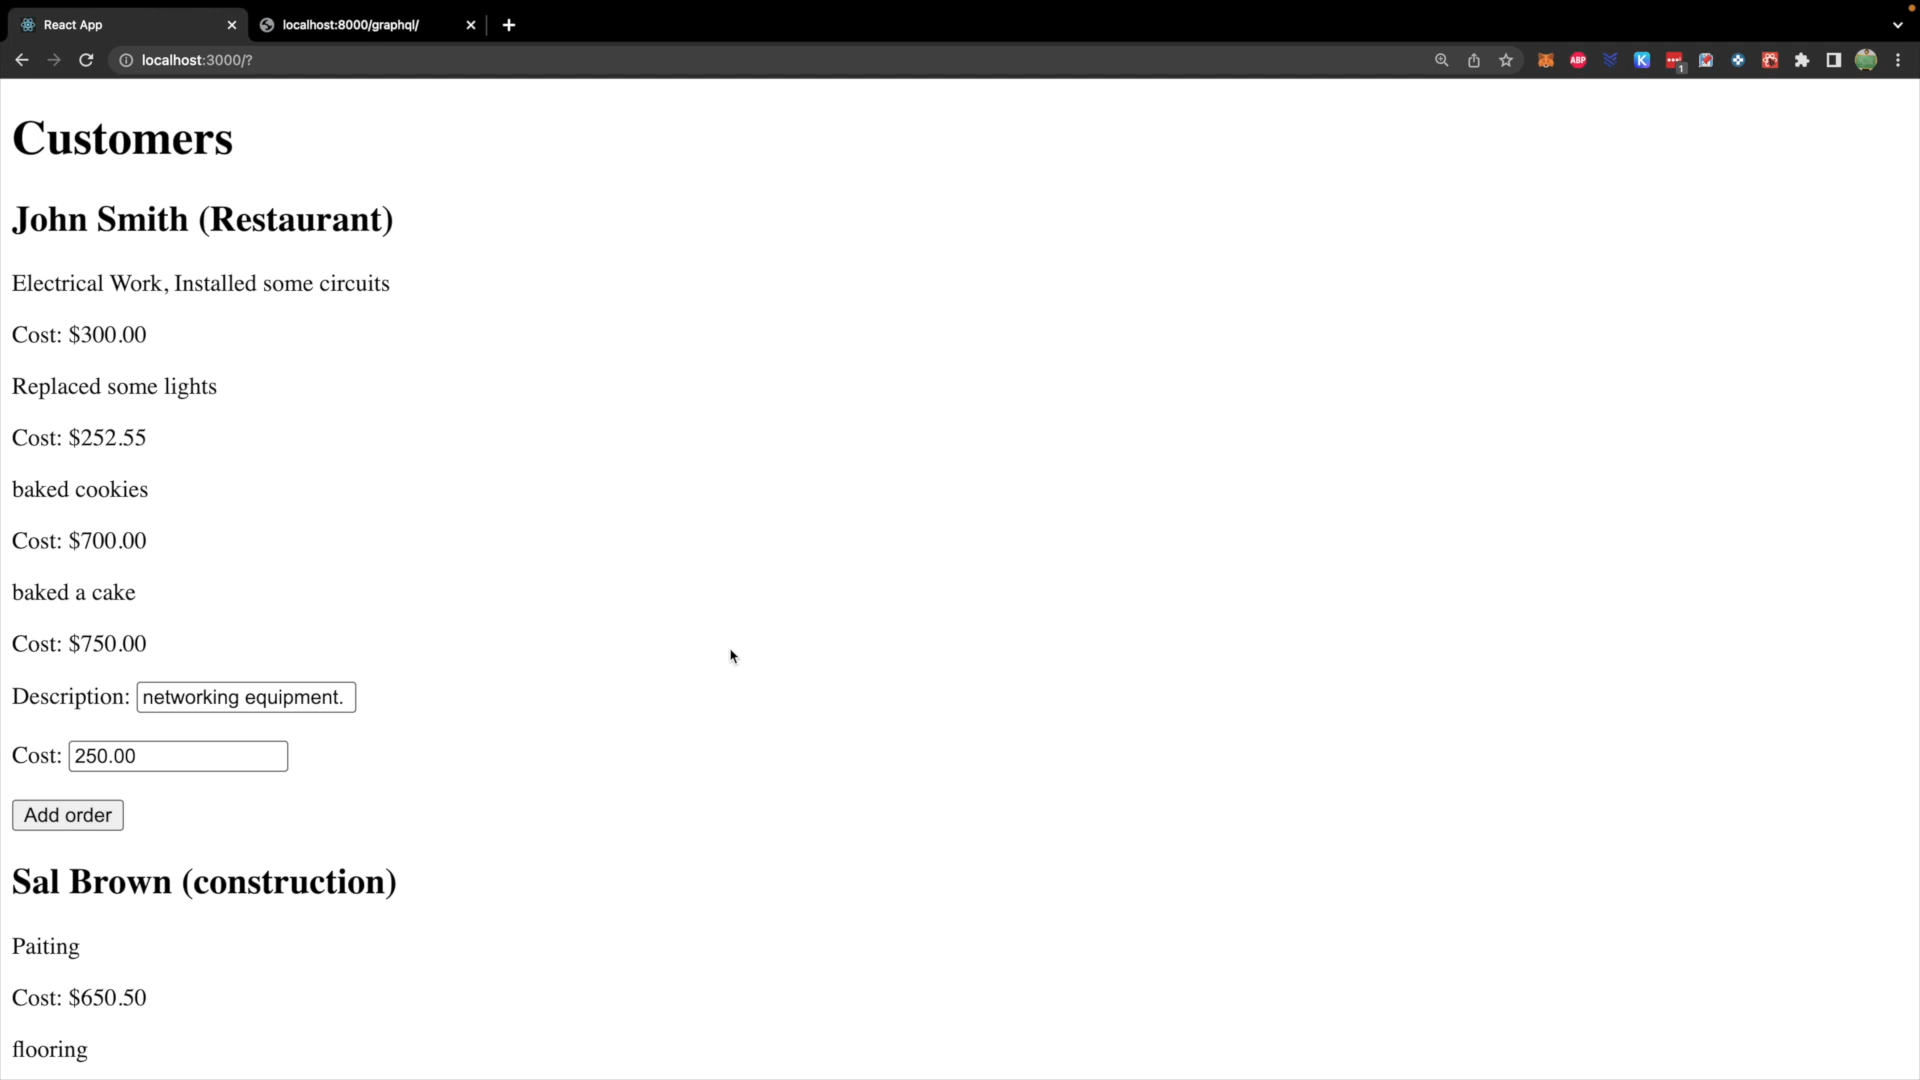 React App
localhost:8000/graphql/
localhost:3000/?
ABP
K
1
Customers
John Smith (Restaurant)
Electrical Work, Installed some circuits
Cost: $300.00
Replaced some lights
Cost: $252.55
baked cookies
Cost: $700.00
baked a cake
Cost: $750.00
Description: networking equipment.
Cost: 250.00
Add order
Sal Brown (construction)
Paiting
Cost: $650.50
flooring